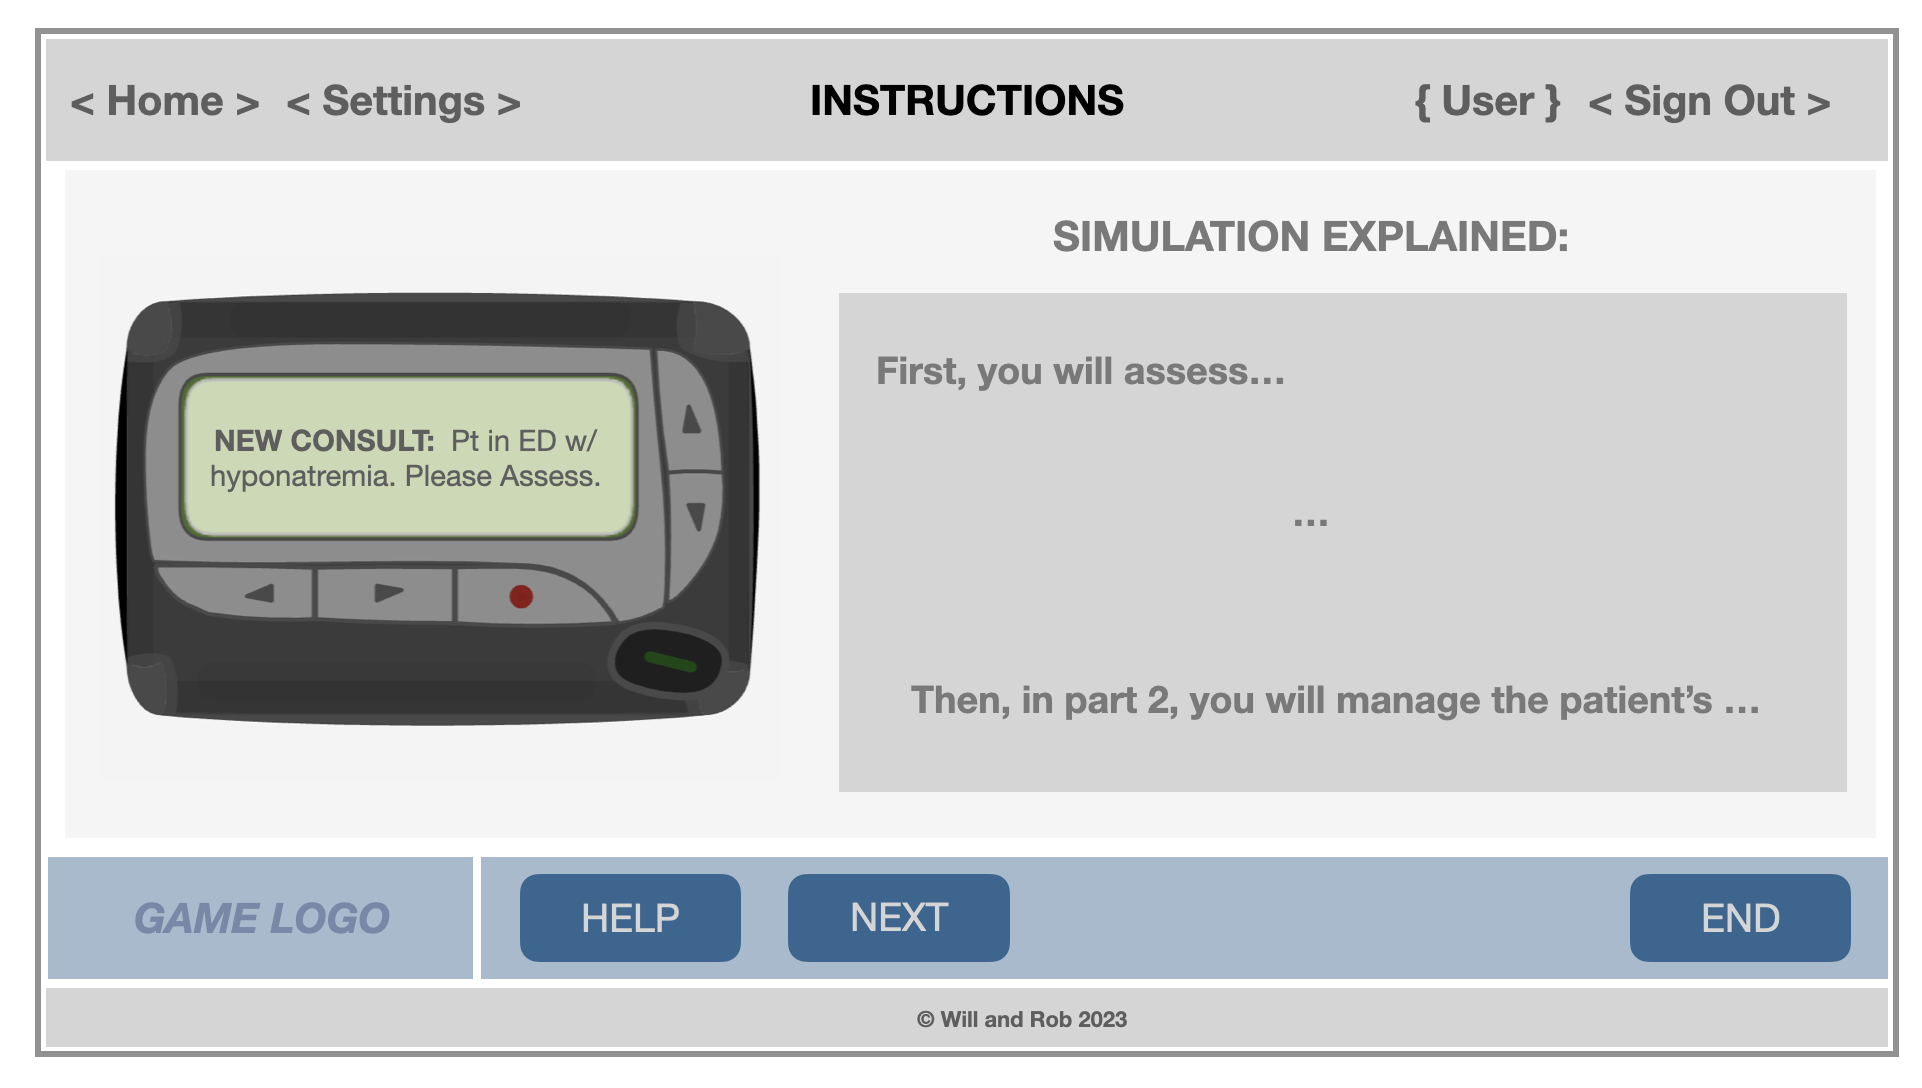 < Home > < Settings > INSTRUCTIONS { User } < Sign Out >
NEW CONSULT: Pt in ED w/
hyponatremia. Please Assess.
SIMULATION EXPLAINED:
First, you will assess…
…
Then, in part 2, you will manage the patient’s …
GAME LOGO HELP NEXT END
© Will and Rob 2023